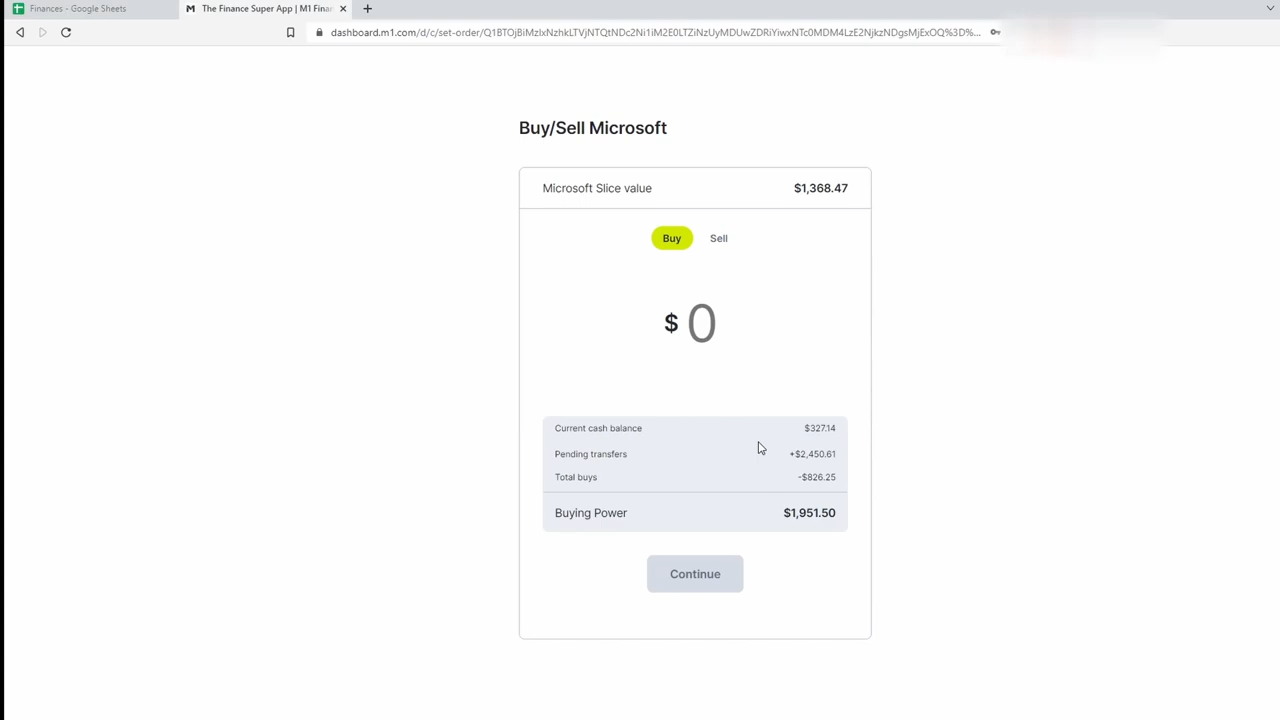 Finances - Google Sheets
The Finance Super App | M1 Finan
dashboard.m1.com/d/c/set-order/
Buy/Sell Microsoft
Microsoft Slice value $1,368.47
Buy Sell
$ 0
Current cash balance $327.14
Pending transfers +$2,450.61
Total buys -$826.25
Buying Power $1,951.50
Continue